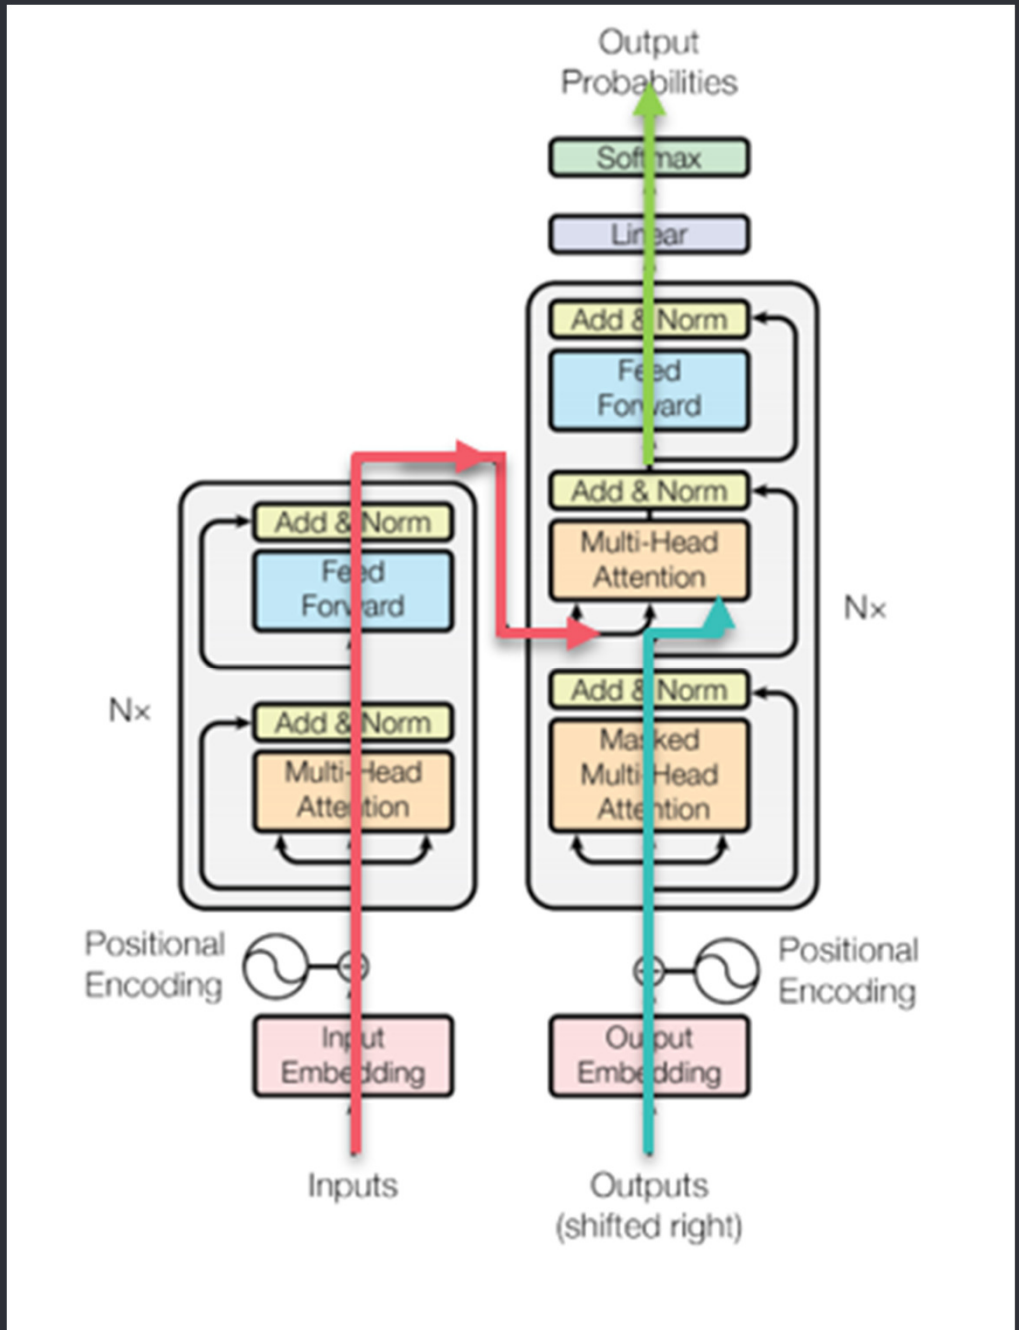 Output
Probabilities
Softmax
Linear
Add & Norm
Feed
Forward
Add & Norm
Multi-Head
Attention
Nx
Add & Norm
Masked
Multi-Head
Attention
Add & Norm
Feed
Forward
Nx
Add & Norm
Multi-Head
Attention
Positional
Encoding
Positional
Encoding
Input
Embedding
Output
Embedding
Inputs
Outputs
(shifted right)